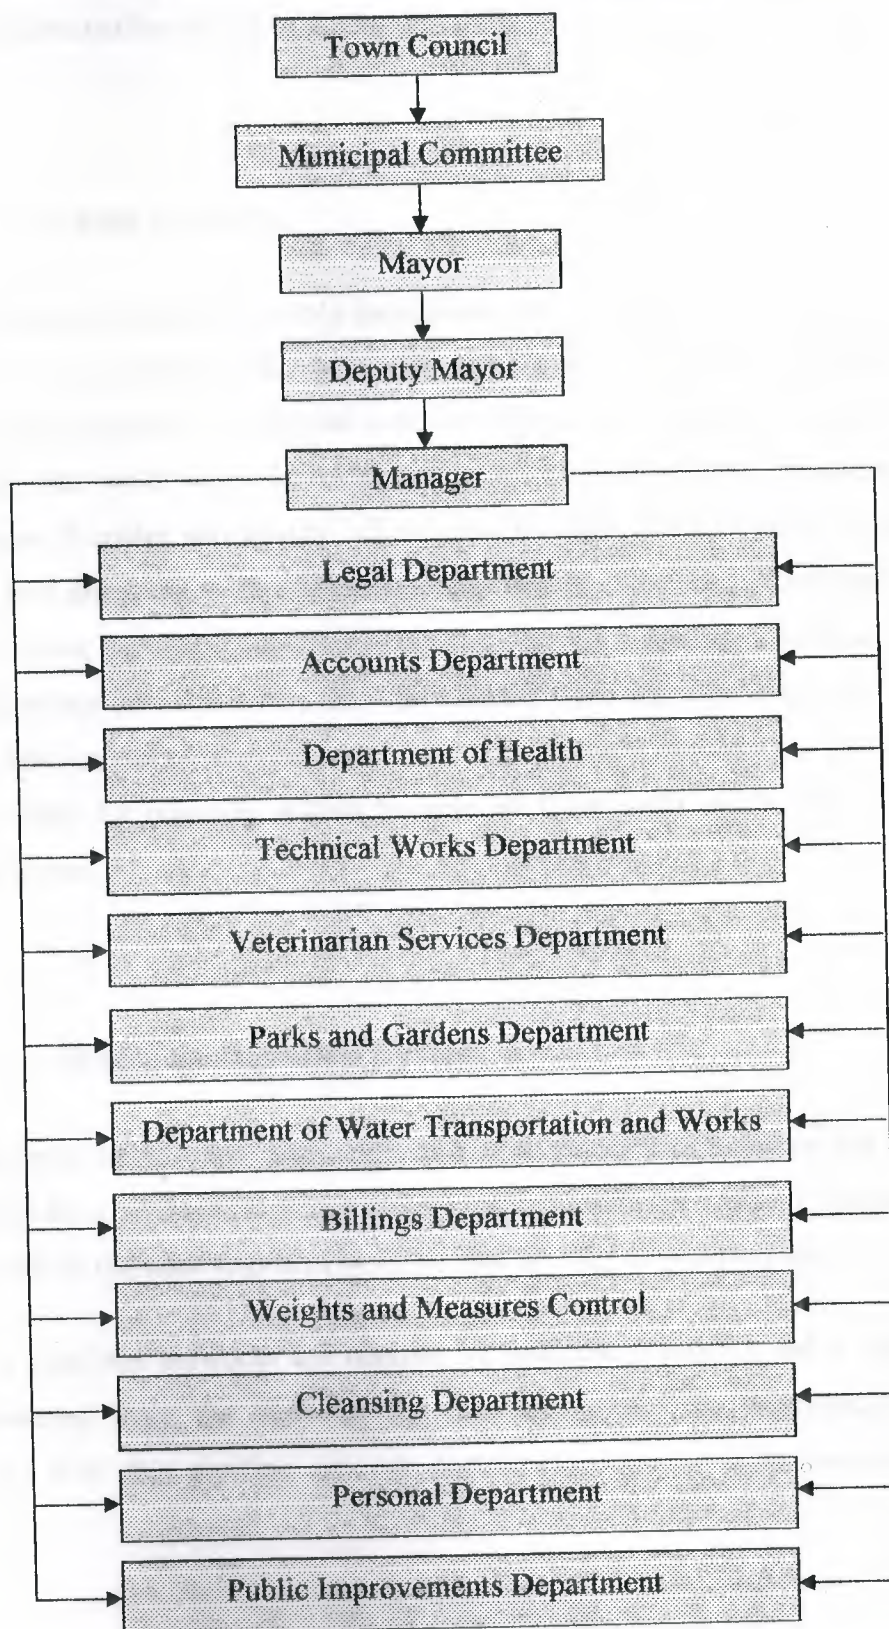 Town Council
Municipal Committee
Mayor
Deputy Mayor
Manager
Legal Department
Accounts Department
Department of Health
Technical Works Department
Veterinarian Services Department
Parks and Gardens Department
Department of Water Transportation and Works
Billings Department
Weights and Measures Control
Cleansing Department
Personal Department
Public Improvements Department